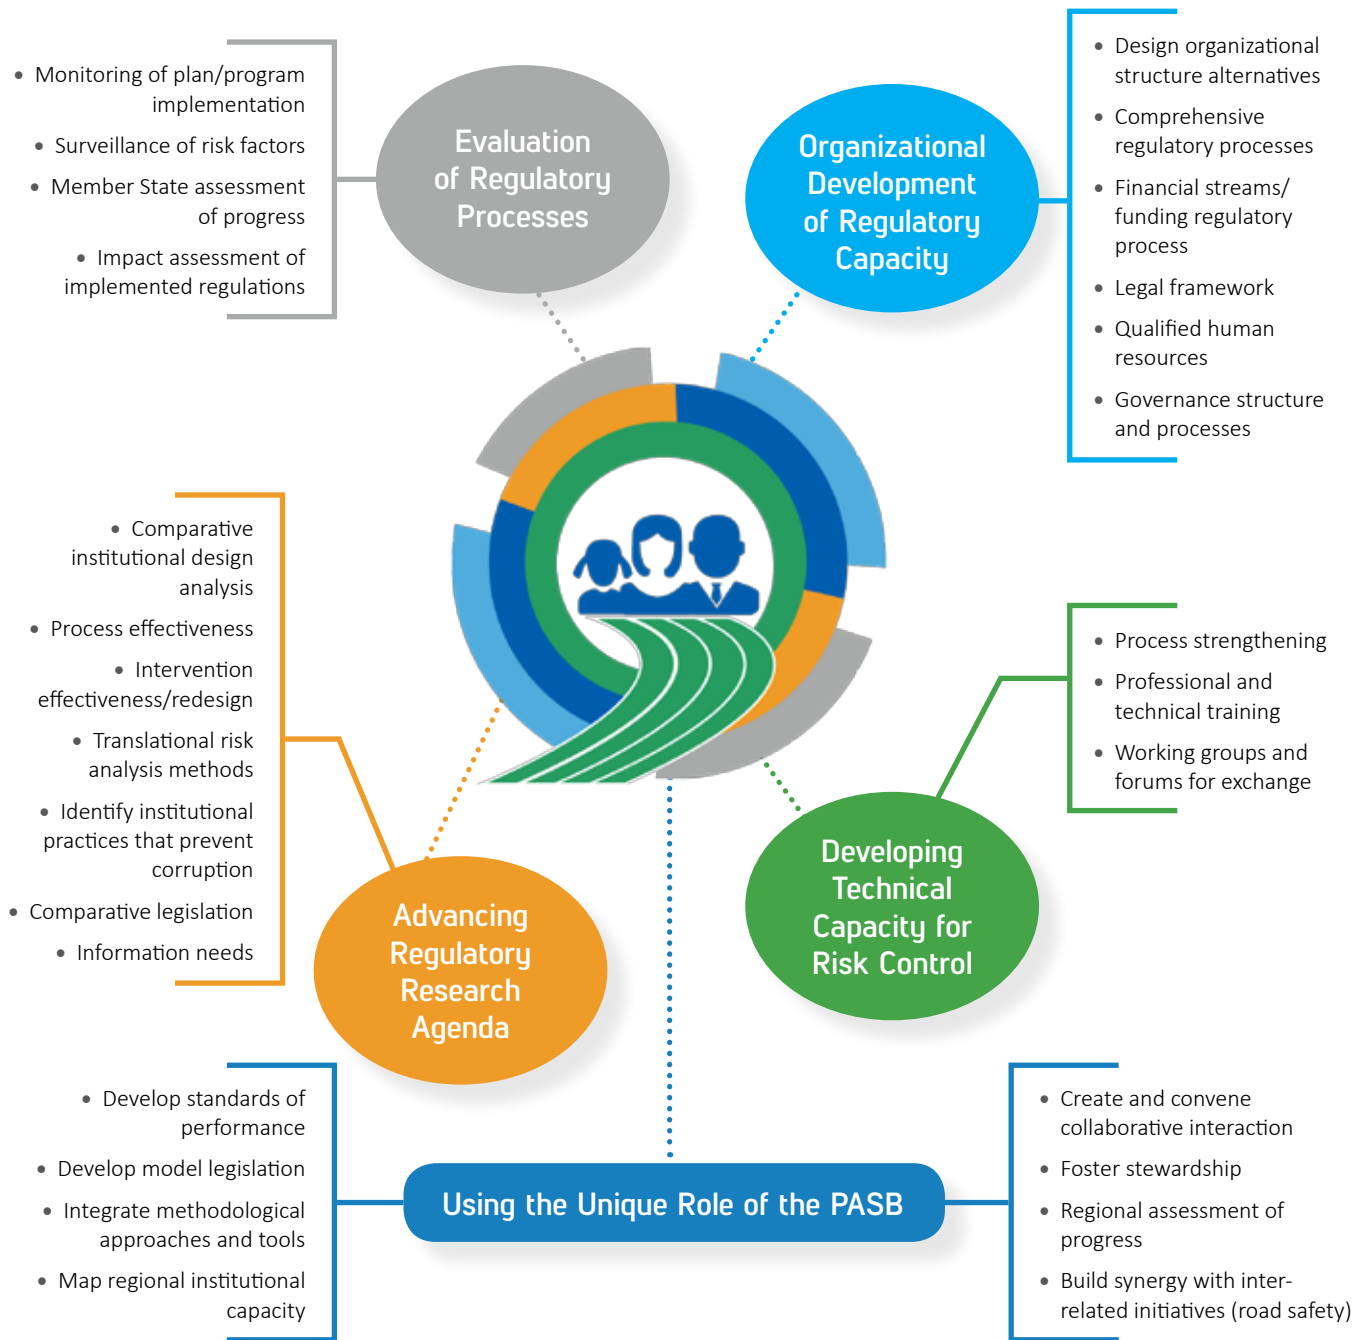 • Monitoring of plan/program
implementation
• Surveillance of risk factors
• Member State assessment
of progress
• Impact assessment of
implemented regulations
Evaluation
of Regulatory
Processes
Organizational
Development
of Regulatory
Capacity
• Design organizational
structure alternatives
• Comprehensive
regulatory processes
• Financial streams/
funding regulatory
process
• Legal framework
• Qualified human
resources
• Governance structure
and processes
• Comparative
institutional design
analysis
• Process effectiveness
• Intervention
effectiveness/redesign
• Translational risk
analysis methods
• Identify institutional
practices that prevent
corruption
• Comparative legislation
• Information needs
Advancing
Regulatory
Research
Agenda
Developing
Technical
Capacity for
Risk Control
• Process strengthening
• Professional and
technical training
• Working groups and
forums for exchange
• Develop standards of
performance
• Develop model legislation
• Integrate methodological
approaches and tools
• Map regional institutional
capacity
Using the Unique Role of the PASB
• Create and convene
collaborative interaction
• Foster stewardship
• Regional assessment of
progress
• Build synergy with inter-
related initiatives (road safety)